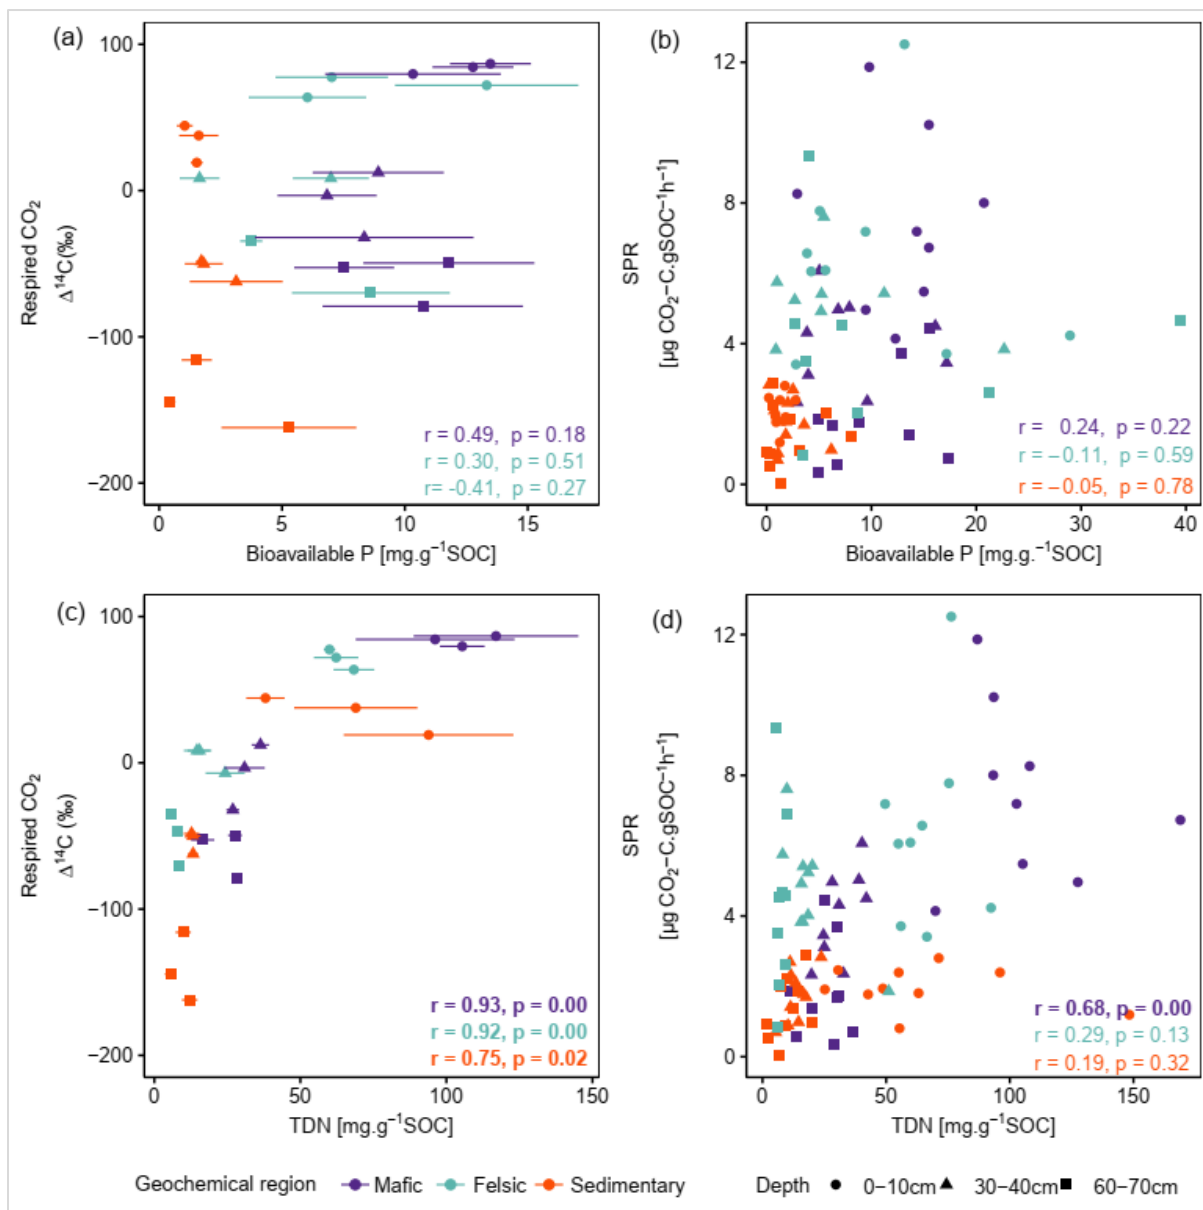 (a)
100
0
−100
−200
Respired CO₂
Δ¹⁴C(‰)
r = 0.49, p = 0.18
r = 0.30, p = 0.51
r= -0.41, p = 0.27
0 5 10 15
Bioavailable P [mg.g⁻¹SOC]
(b)
12
8
4
0
SPR
[µg CO₂−C.gSOC⁻¹h⁻¹]
r = 0.24, p = 0.22
r = −0.11, p = 0.59
r = −0.05, p = 0.78
0 10 20 30 40
Bioavailable P [mg.g.⁻¹SOC]
(c)
100
0
−100
−200
Respired CO₂
Δ¹⁴C (‰)
r = 0.93, p = 0.00
r = 0.92, p = 0.00
r = 0.75, p = 0.02
0 50 100 150
TDN [mg.g⁻¹SOC]
(d)
12
8
4
0
SPR
[µg CO₂−C.gSOC⁻¹h⁻¹]
r = 0.68, p = 0.00
r = 0.29, p = 0.13
r = 0.19, p = 0.32
0 50 100 150
TDN [mg.g⁻¹SOC]
Geochemical region Mafic Felsic Sedimentary Depth 0−10cm 30−40cm 60−70cm